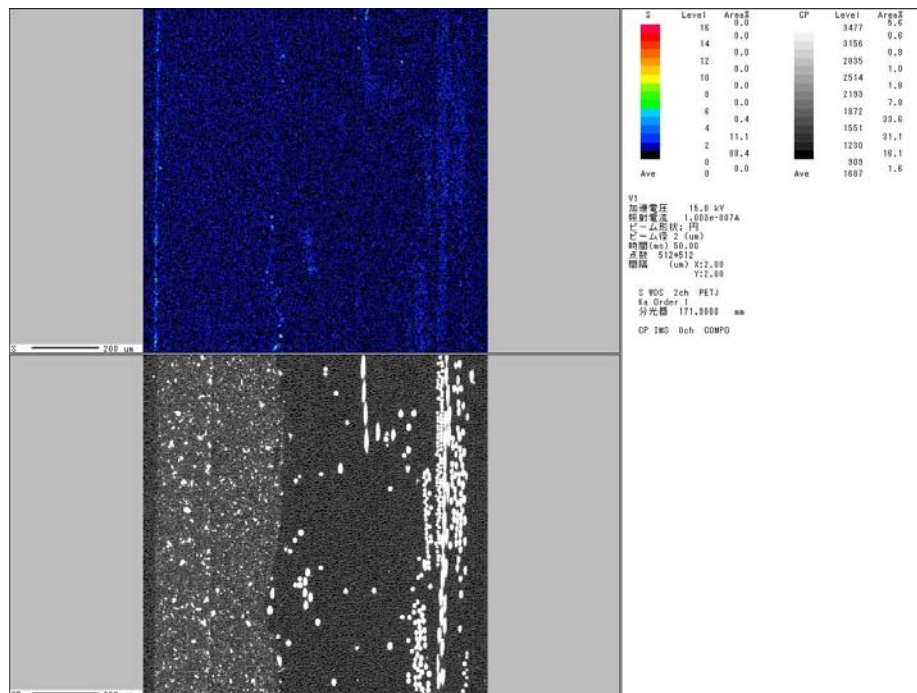 S Level Area% CP Level Area%
16 0.0 3477 5.6
14 0.0 3156 0.6
12 0.0 2835 0.8
10 0.0 2514 1.0
8 0.0 2193 1.8
6 0.0 1872 7.8
4 0.4 1551 33.6
2 11.1 1230 31.1
0 88.4 909 16.1
0.0 1.6
Ave 0 Ave 1687
V1
加速電圧 15.0 kV
照射電流 1.003e-007A
ビーム形状: 円
ビーム径 2 (um)
時間(ms) 50.00
点数 512*512
間隔 (um) X:2.00
Y:2.00
S WDS 2ch PETJ
Ka Order 1
分光器 171.0000 mm
CP IMS 0ch COMPO
S 200 um